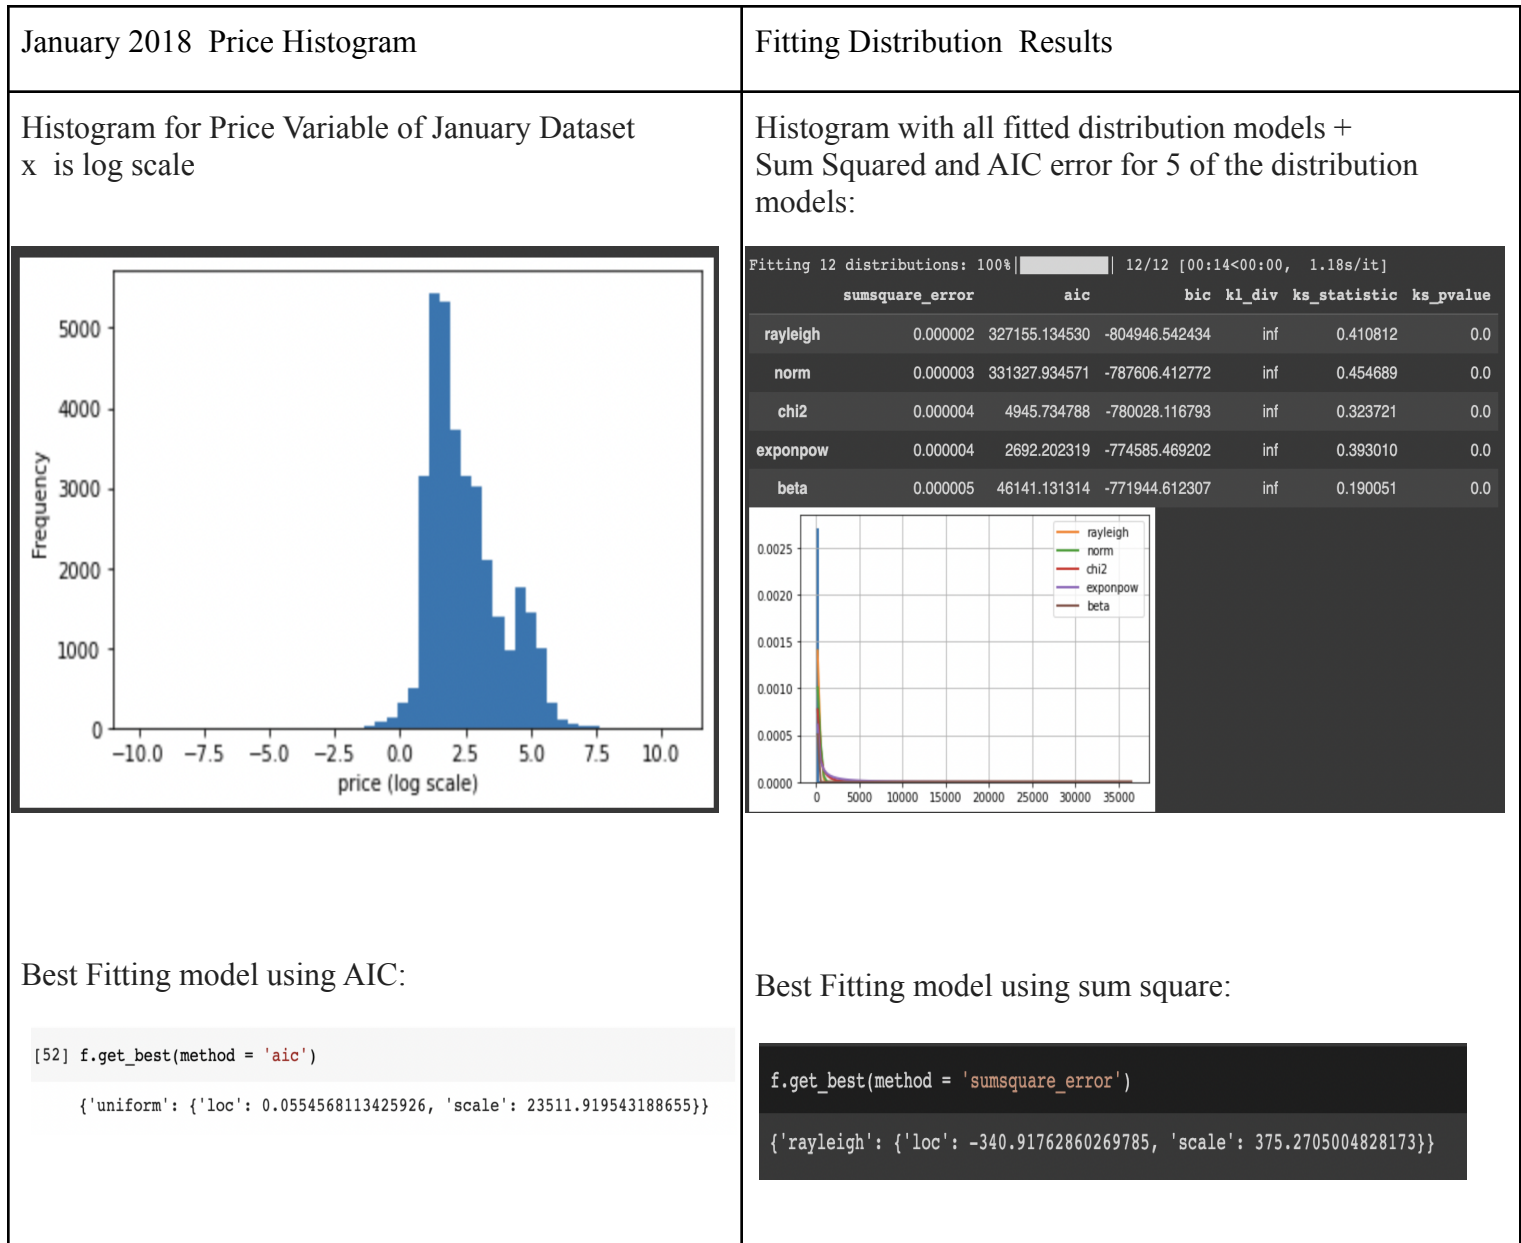 January 2018  Price Histogram
Fitting Distribution  Results
Histogram for Price Variable of January Dataset
x  is log scale
5000
4000
3000
2000
1000
0
Frequency
−10.0 −7.5 −5.0 −2.5 0.0 2.5 5.0 7.5 10.0
price (log scale)
Histogram with all fitted distribution models +
Sum Squared and AIC error for 5 of the distribution
models:
Fitting 12 distributions: 100%| | 12/12 [00:14<00:00,  1.18s/it]
sumsquare_error aic bic kl_div ks_statistic ks_pvalue
rayleigh 0.000002 327155.134530 -804946.542434 inf 0.410812 0.0
norm 0.000003 331327.934571 -787606.412772 inf 0.454689 0.0
chi2 0.000004 4945.734788 -780028.116793 inf 0.323721 0.0
exponpow 0.000004 2692.202319 -774585.469202 inf 0.393010 0.0
beta 0.000005 46141.131314 -771944.612307 inf 0.190051 0.0
rayleigh
norm
chi2
exponpow
beta
0.0025
0.0020
0.0015
0.0010
0.0005
0.0000
0 5000 10000 15000 20000 25000 30000 35000
Best Fitting model using AIC:
[52] f.get_best(method = 'aic')
{'uniform': {'loc': 0.0554568113425926, 'scale': 23511.919543188655}}
Best Fitting model using sum square:
f.get_best(method = 'sumsquare_error')
{'rayleigh': {'loc': -340.91762860269785, 'scale': 375.2705004828173}}